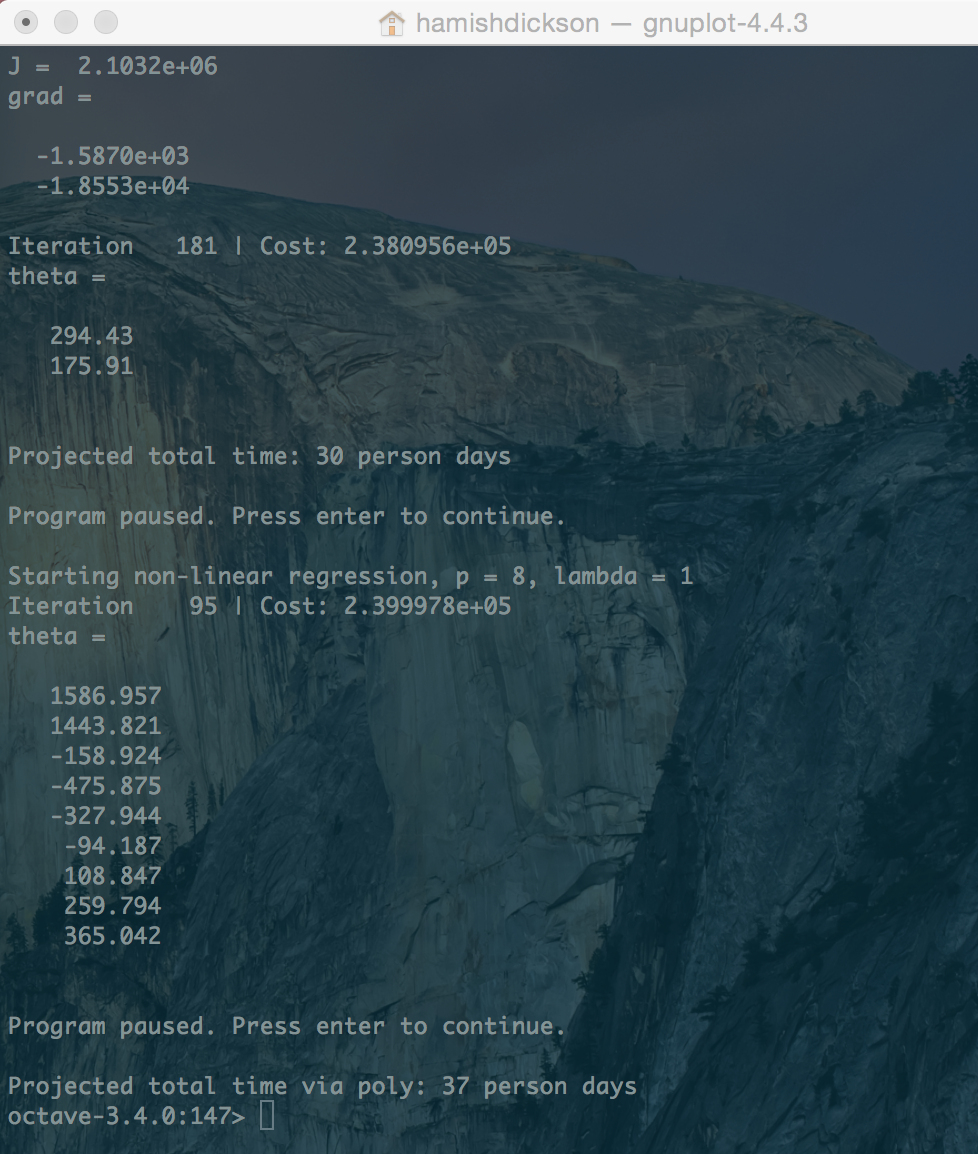 hamishdickson — gnuplot-4.4.3
J =  2.1032e+06
grad =
-1.5870e+03
-1.8553e+04
Iteration   181 | Cost: 2.380956e+05
theta =
294.43
175.91
Projected total time: 30 person days
Program paused. Press enter to continue.
Starting non-linear regression, p = 8, lambda = 1
Iteration    95 | Cost: 2.399978e+05
theta =
1586.957
1443.821
-158.924
-475.875
-327.944
-94.187
108.847
259.794
365.042
Program paused. Press enter to continue.
Projected total time via poly: 37 person days
octave-3.4.0:147>